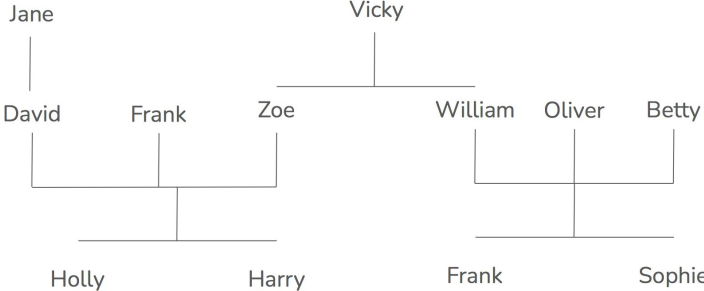 Jane
Vicky
David
Frank
Zoe
William
Oliver
Betty
Holly
Harry
Frank
Sophie